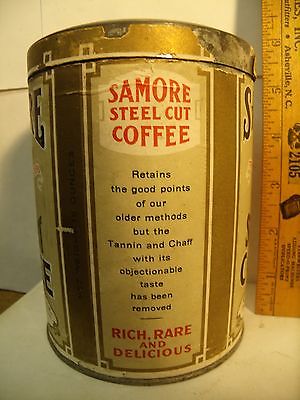 SAMORE
STEEL CUT
COFFEE
Retains
the good points
of our
older methods
but the
Tannin and Chaff
with its
objectionable
taste
has been
removed
RICH, RARE
AND
DELICIOUS
Asheville, N
2105